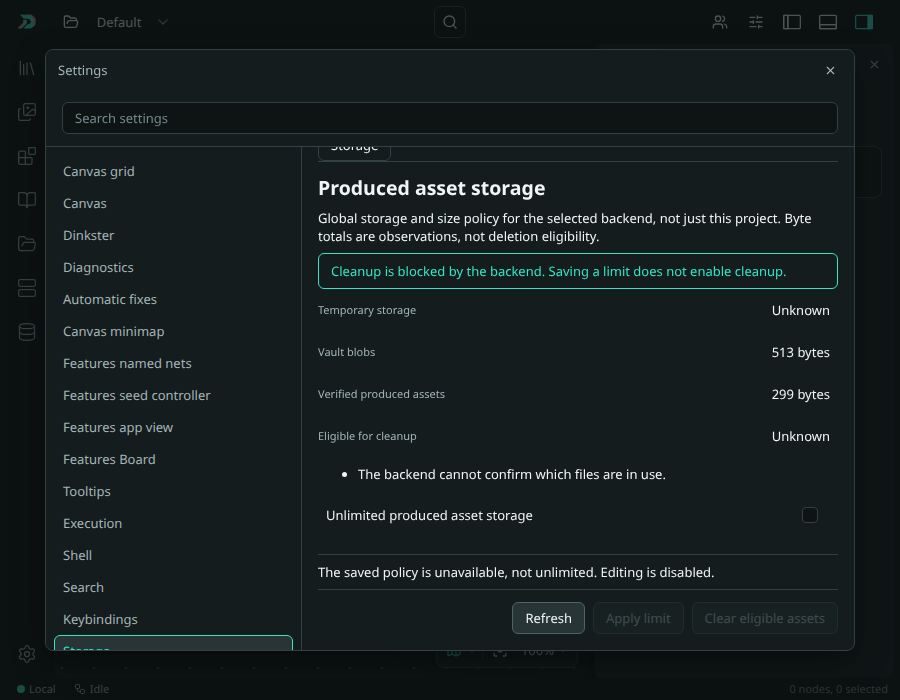 Default
Settings
Search settings
Storage
Canvas grid
Canvas
Dinkster
Diagnostics
Automatic fixes
Canvas minimap
Features named nets
Features seed controller
Features app view
Features Board
Tooltips
Execution
Shell
Search
Keybindings
Storage
Produced asset storage
Global storage and size policy for the selected backend, not just this project. Byte
totals are observations, not deletion eligibility.
Cleanup is blocked by the backend. Saving a limit does not enable cleanup.
Temporary storage Unknown
Vault blobs 513 bytes
Verified produced assets 299 bytes
Eligible for cleanup Unknown
• The backend cannot confirm which files are in use.
Unlimited produced asset storage
The saved policy is unavailable, not unlimited. Editing is disabled.
Refresh Apply limit Clear eligible assets
100%
Local Idle 0 nodes, 0 selected